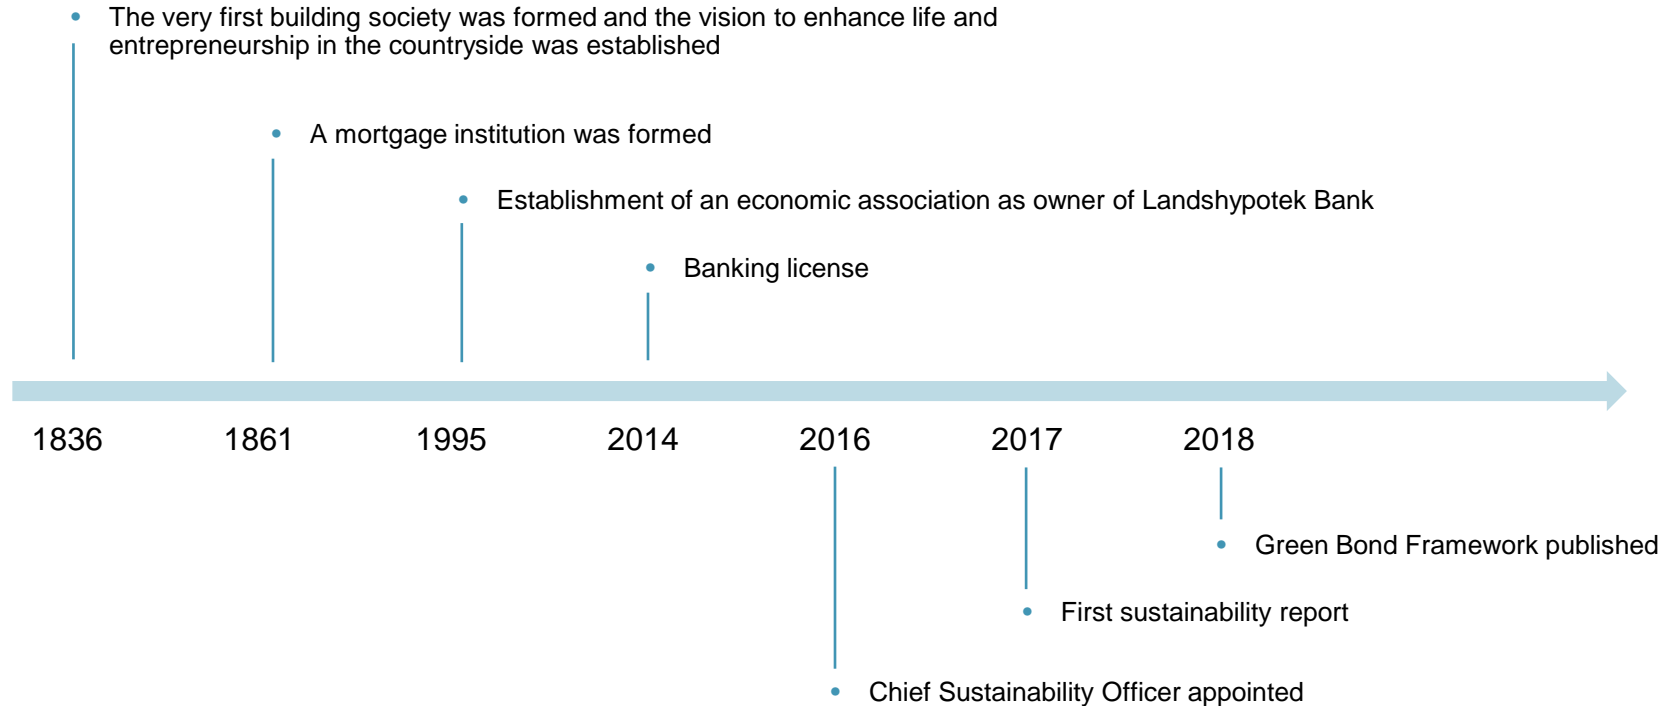 • The very first building society was formed and the vision to enhance life and
entrepreneurship in the countryside was established
• A mortgage institution was formed
• Establishment of an economic association as owner of Landshypotek Bank
• Banking license
1836 1861 1995 2014 2016 2017 2018
• Green Bond Framework published
• First sustainability report
• Chief Sustainability Officer appointed